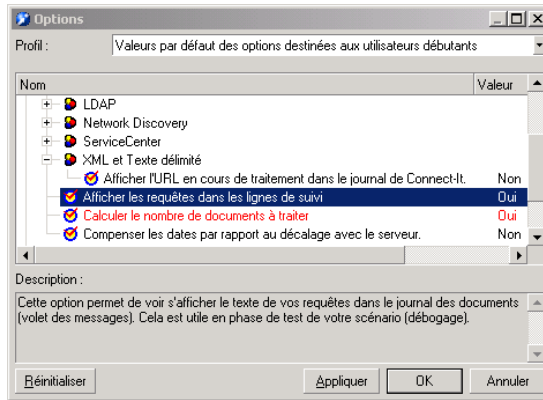 Options
Profil : Valeurs par défaut des options destinées aux utilisateurs débutants
Nom Valeur
LDAP
Network Discovery
ServiceCenter
XML et Texte délimité
Afficher l'URL en cours de traitement dans le journal de Connect-It. Non
Afficher les requêtes dans les lignes de suivi Oui
Calculer le nombre de documents à traiter Oui
Compenser les dates par rapport au décalage avec le serveur. Non
Description :
Cette option permet de voir s'afficher le texte de vos requêtes dans le journal des documents
(volet des messages). Cela est utile en phase de test de votre scénario (débogage).
Réinitialiser Appliquer OK Annuler